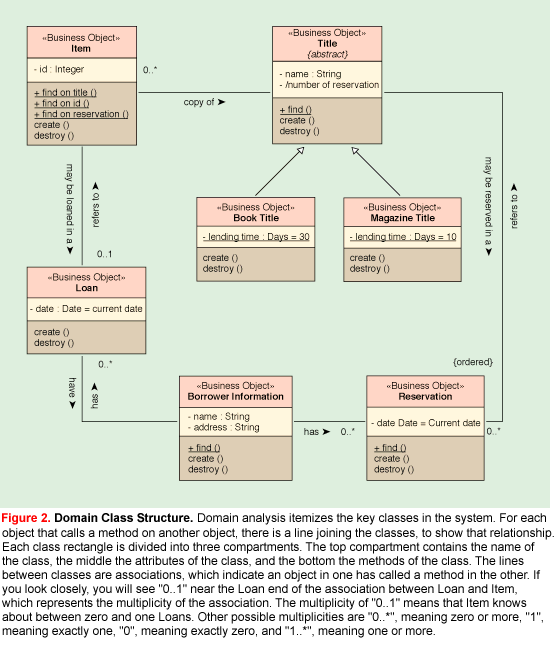 «Business Object»
Item
- id : Integer
+ find on title ()
+ find on id ()
+ find on reservation ()
create ()
destroy ()
0..*
copy of ➤
«Business Object»
Title
{abstract}
- name : String
- /number of reservation
+ find ()
create ()
destroy ()
may be loaned in a ➤
refers to ➤
0..1
may be reserved in a ➤
refers to ➤
«Business Object»
Book Title
- lending time : Days = 30
create ()
destroy ()
«Business Object»
Magazine Title
- lending time : Days = 10
create ()
destroy ()
«Business Object»
Loan
- date : Date = current date
create ()
destroy ()
0..*
have ➤
has ➤
{ordered}
«Business Object»
Borrower Information
- name : String
- address : String
+ find ()
create ()
destroy ()
has ➤ 0..*
«Business Object»
Reservation
- date Date = Current date
+ find ()
create ()
destroy ()
0..*
Figure 2. Domain Class Structure. Domain analysis itemizes the key classes in the system. For each
object that calls a method on another object, there is a line joining the classes, to show that relationship.
Each class rectangle is divided into three compartments. The top compartment contains the name of
the class, the middle the attributes of the class, and the bottom the methods of the class. The lines
between classes are associations, which indicate an object in one has called a method in the other. If
you look closely, you will see "0..1" near the Loan end of the association between Loan and Item,
which represents the multiplicity of the association. The multiplicity of "0..1" means that Item knows
about between zero and one Loans. Other possible multiplicities are "0..*", meaning zero or more, "1",
meaning exactly one, "0", meaning exactly zero, and "1..*", meaning one or more.